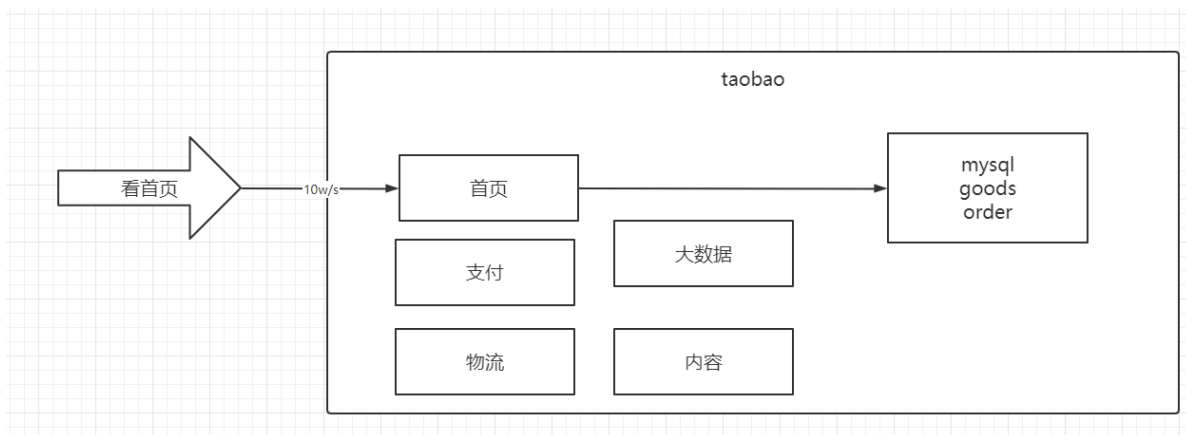 taobao
看首页
10w/s
首页
mysql
goods
order
支付
大数据
物流
内容